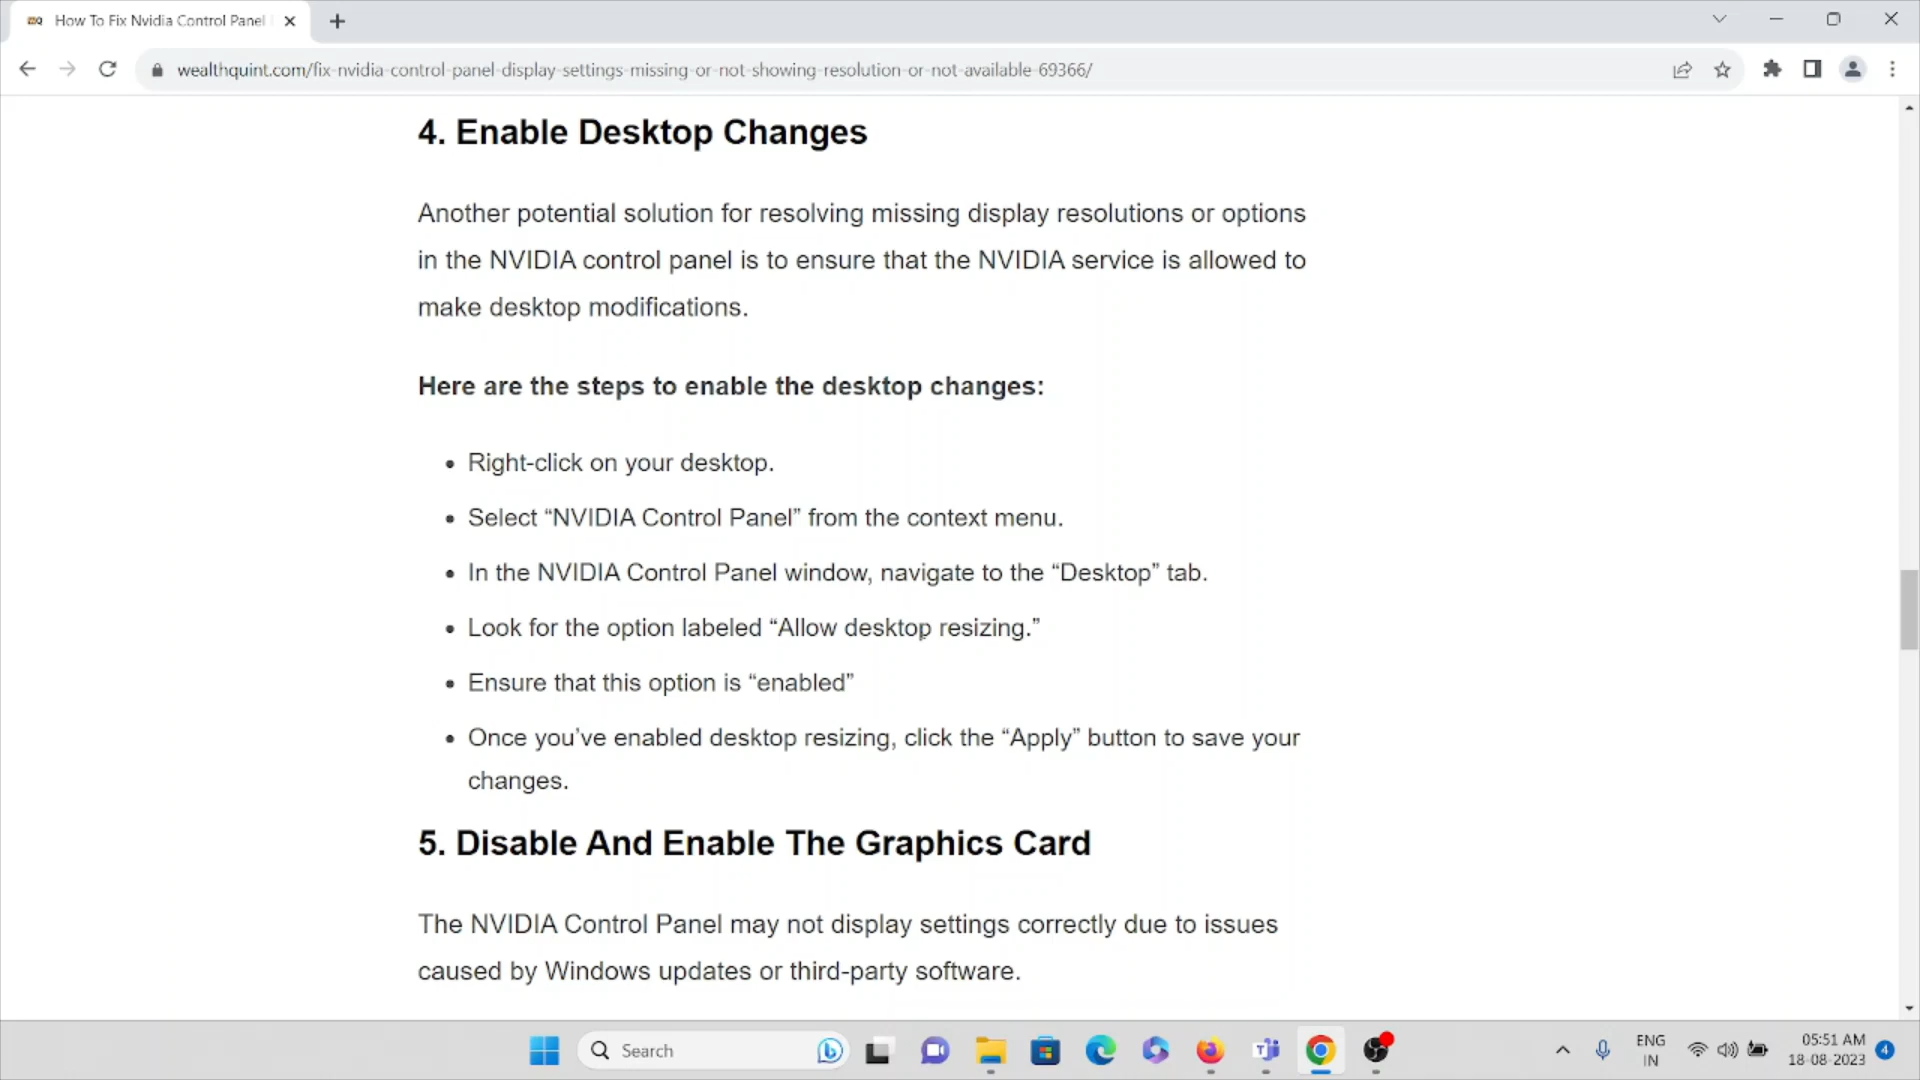 How To Fix Nvidia Control Panel
wealthquint.com/fix-nvidia-control-panel-display-settings-missing-or-not-showing-resolution-or-not-available-69366/
4. Enable Desktop Changes
Another potential solution for resolving missing display resolutions or options
in the NVIDIA control panel is to ensure that the NVIDIA service is allowed to
make desktop modifications.
Here are the steps to enable the desktop changes:
• Right-click on your desktop.
• Select “NVIDIA Control Panel” from the context menu.
• In the NVIDIA Control Panel window, navigate to the “Desktop” tab.
• Look for the option labeled “Allow desktop resizing.”
• Ensure that this option is “enabled”
• Once you’ve enabled desktop resizing, click the “Apply” button to save your
changes.
5. Disable And Enable The Graphics Card
The NVIDIA Control Panel may not display settings correctly due to issues
caused by Windows updates or third-party software.
Search
ENG
IN
05:51 AM
18-08-2023
4